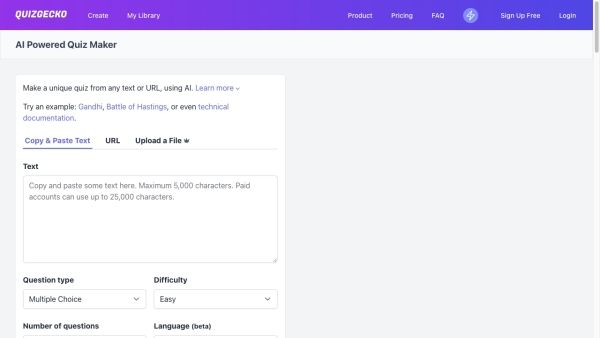 QUIZGECKO Create My Library Product Pricing FAQ Sign Up Free Login
AI Powered Quiz Maker
Make a unique quiz from any text or URL, using AI. Learn more
Try an example: Gandhi, Battle of Hastings, or even technical
documentation.
Copy & Paste Text URL Upload a File
Text
Copy and paste some text here. Maximum 5,000 characters. Paid
accounts can use up to 25,000 characters.
Question type Difficulty
Multiple Choice Easy
Number of questions Language (beta)